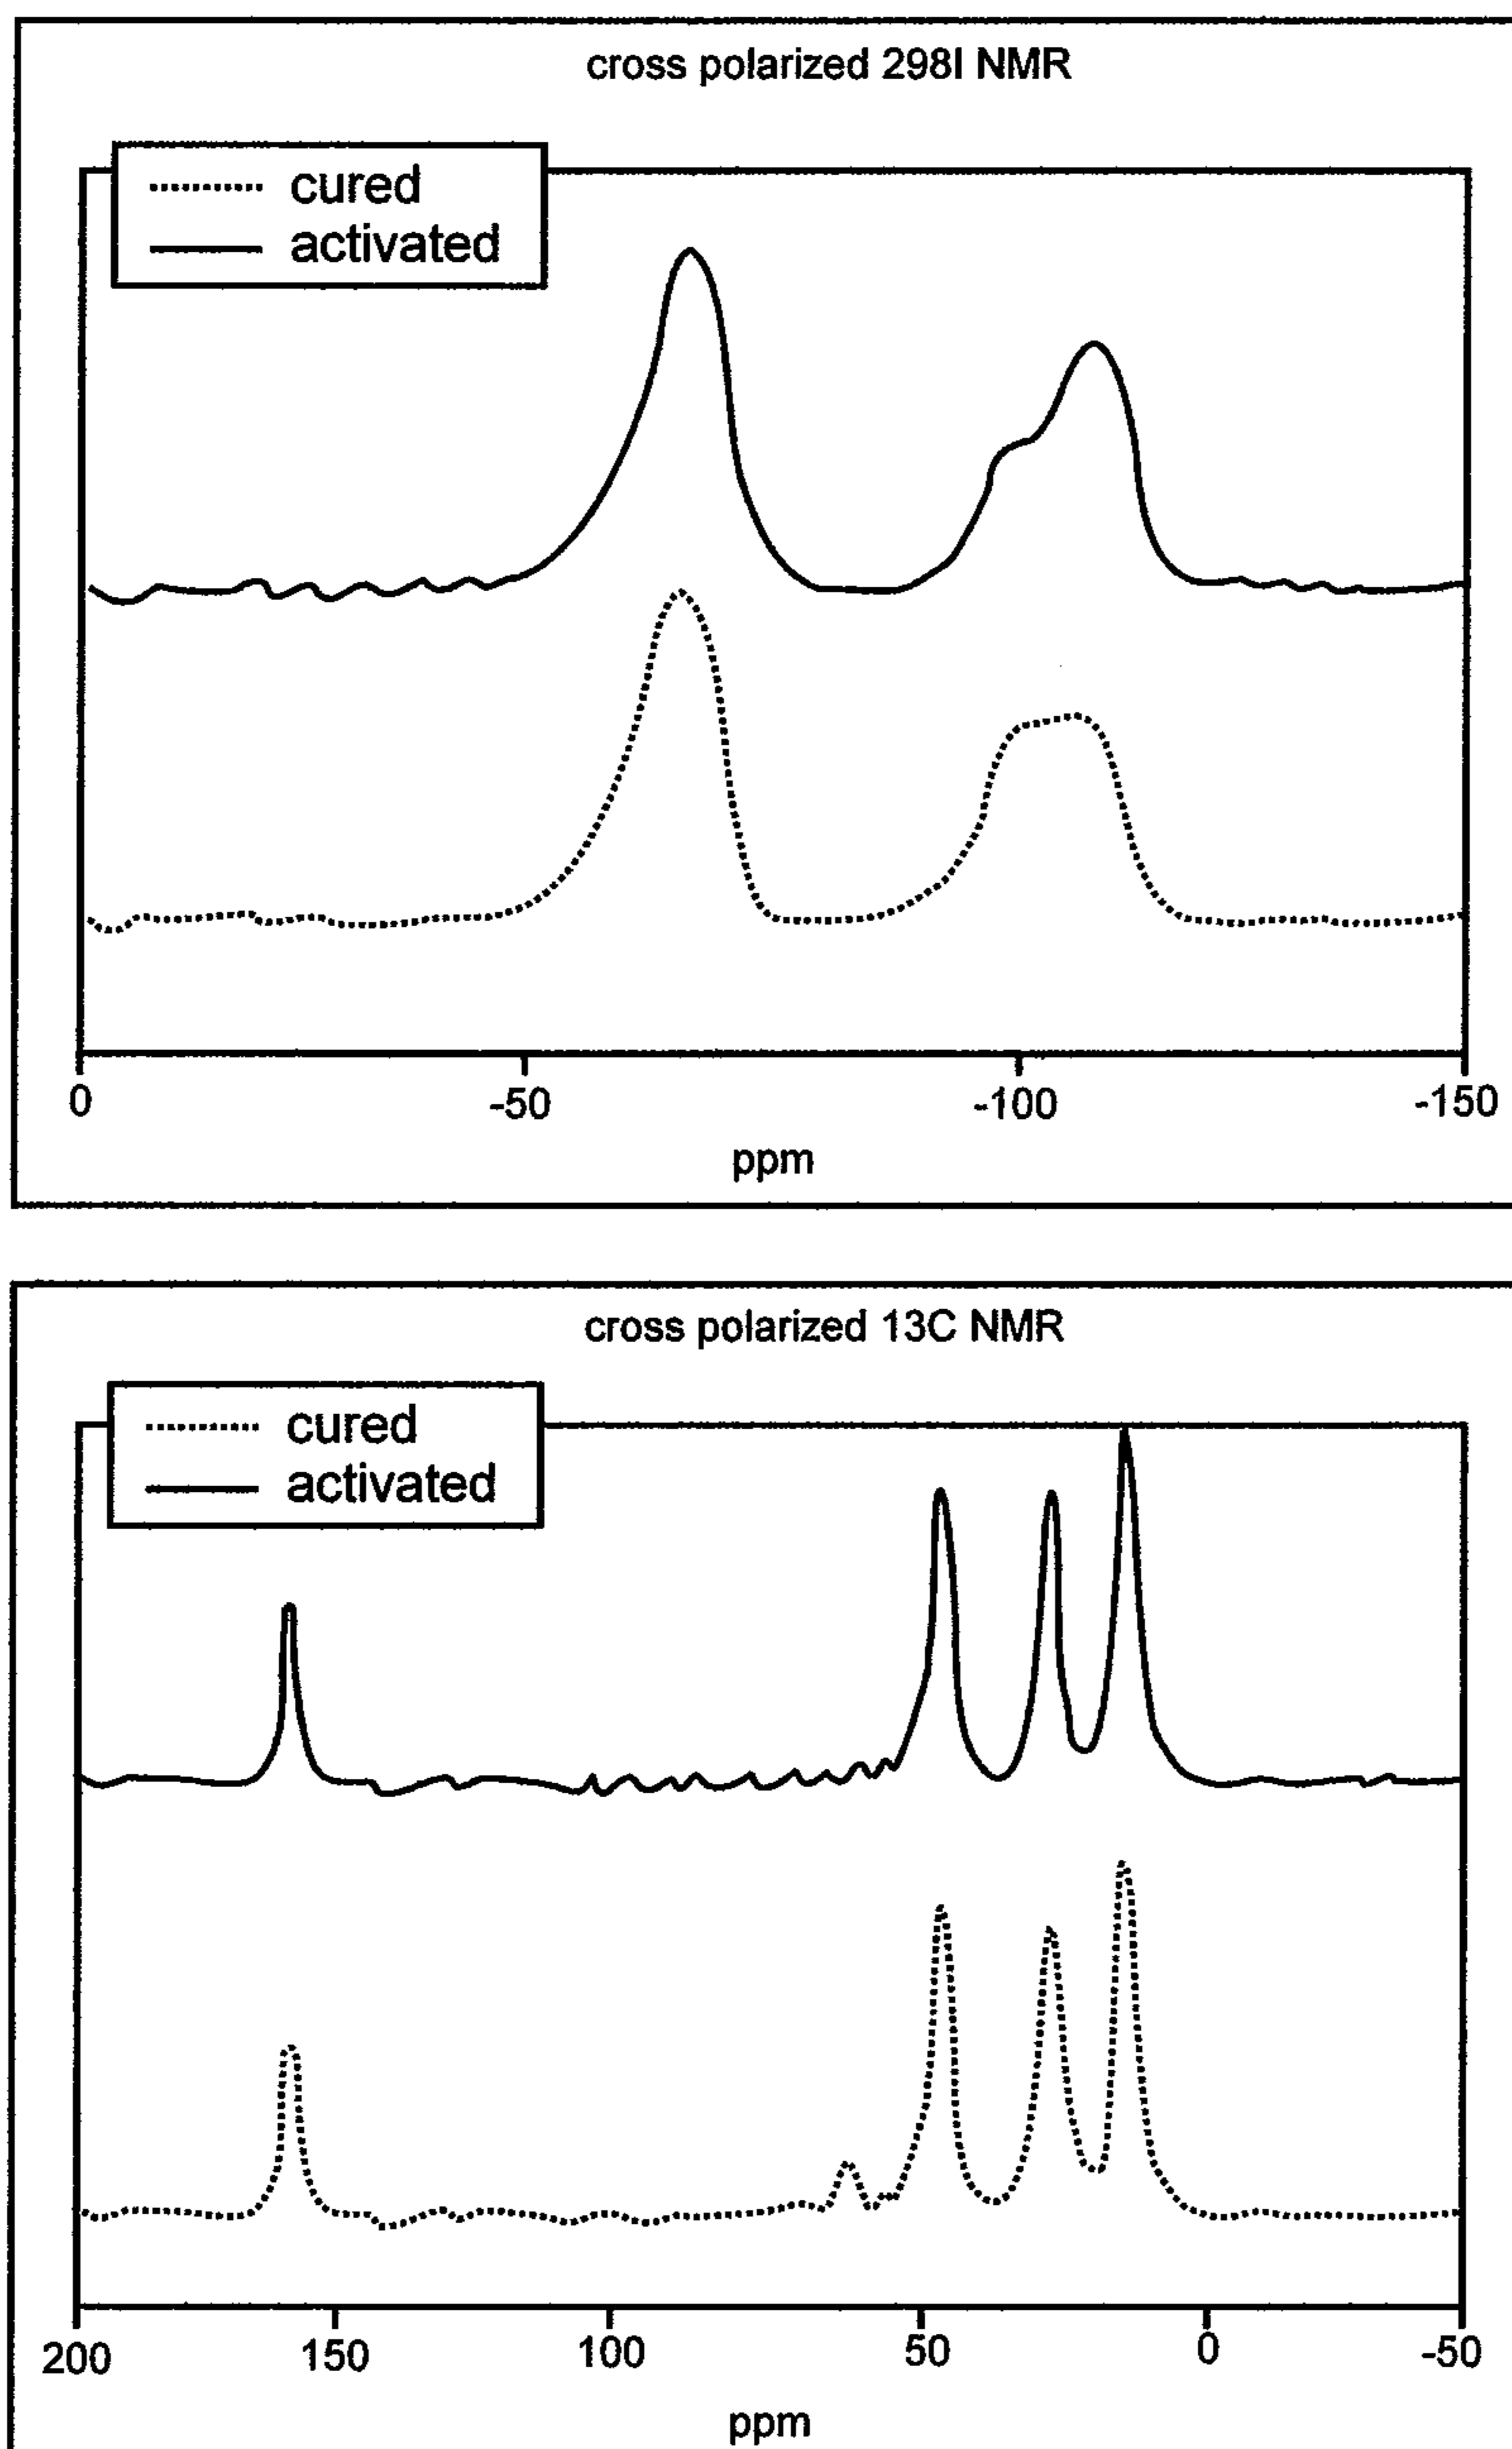 cross polarized 298I NMR
cured
activated
0 -50 -100 -150
ppm
cross polarized 13C NMR
cured
activated
200 150 100 50 0 -50
ppm